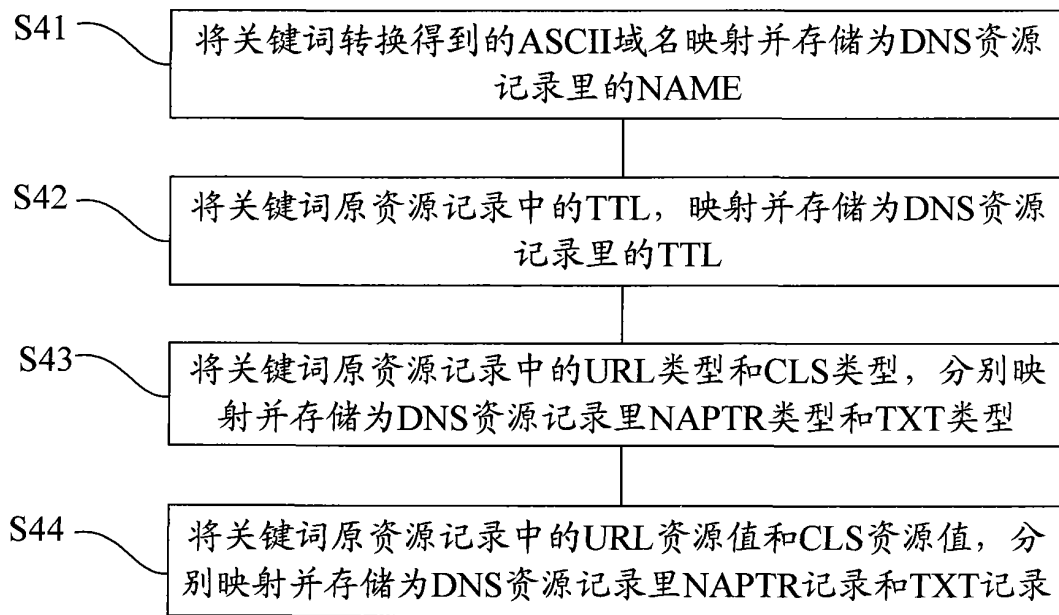 S41
将关键词转换得到的ASCII域名映射并存储为DNS资源
记录里的NAME
S42
将关键词原资源记录中的TTL，映射并存储为DNS资源
记录里的TTL
S43
将关键词原资源记录中的URL类型和CLS类型，分别映
射并存储为DNS资源记录里NAPTR类型和TXT类型
S44
将关键词原资源记录中的URL资源值和CLS资源值，分
别映射并存储为DNS资源记录里NAPTR记录和TXT记录